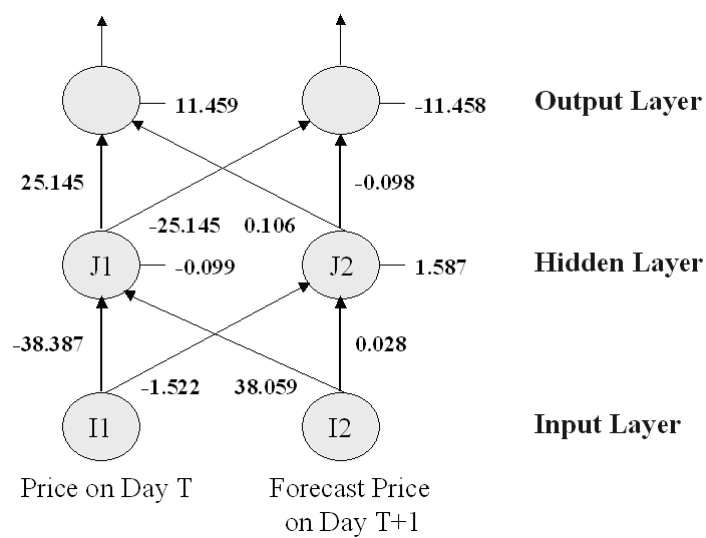 11.459
-11.458
Output Layer
25.145
-0.098
-25.145
0.106
J1
-0.099
J2
1.587
Hidden Layer
-38.387
0.028
-1.522
38.059
I1
I2
Input Layer
Price on Day T
Forecast Price
on Day T+1